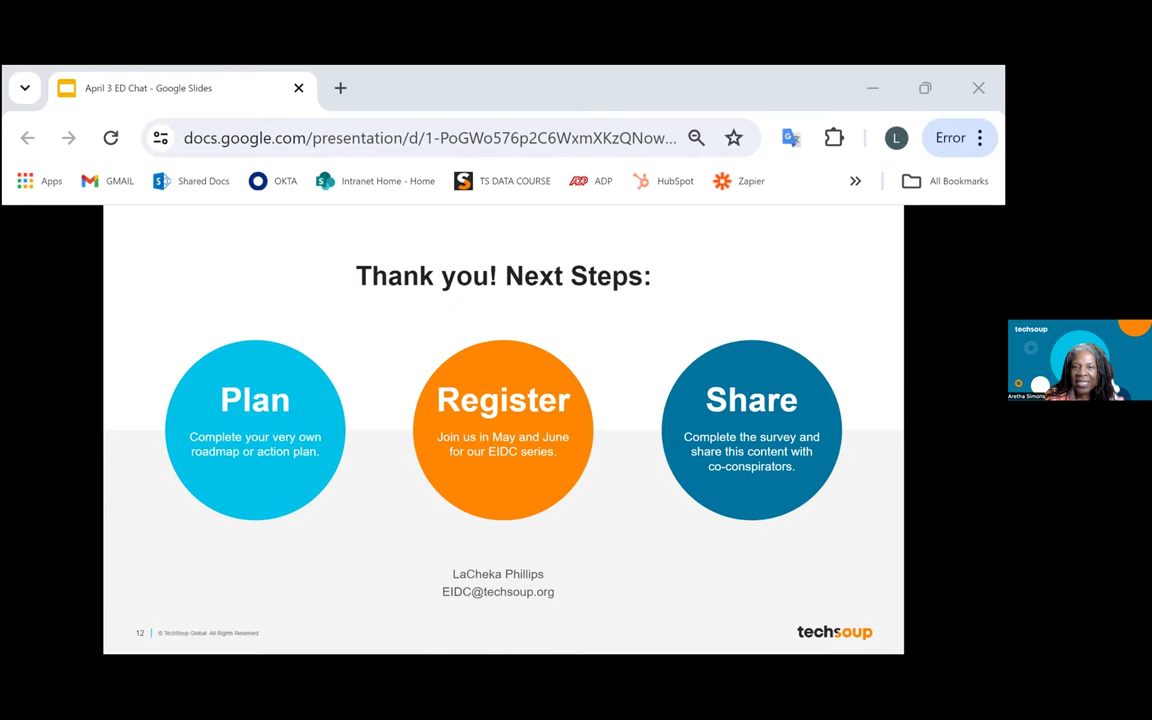 April 3 ED Chat - Google Slides
docs.google.com/presentation/d/1-PoGWo576p2C6WxmXKzQNow...
L
Error
Apps
GMAIL
Shared Docs
OKTA
Intranet Home - Home
TS DATA COURSE
ADP
HubSpot
Zapier
All Bookmarks
Thank you! Next Steps:
Plan
Complete your very own
roadmap or action plan.
Register
Join us in May and June
for our EIDC series.
Share
Complete the survey and
share this content with
co-conspirators.
techsoup
Aretha Simons
LaCheka Phillips
EIDC@techsoup.org
12
© TechSoup Global. All Rights Reserved
techsoup